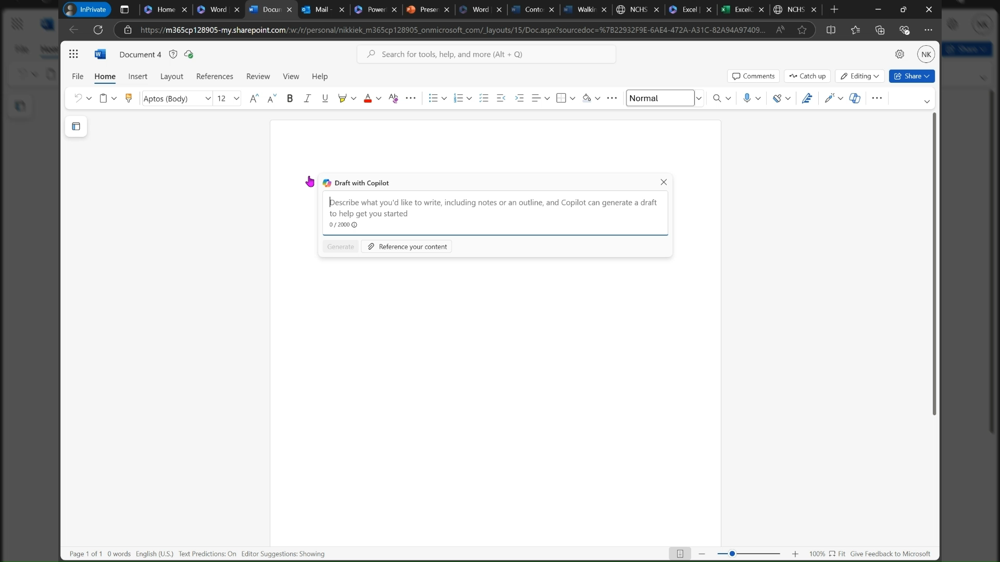 InPrivate Home Word Docun Mail - Power Presen Word Conto Walkin NCHS Excel ExcelC NCHS
https://m365cp128905-my.sharepoint.com/:w:/r/personal/nikkiek_m365cp128905_onmicrosoft_com/_layouts/15/Doc.aspx?sourcedoc=%7B22932F9E-6AE4-472A-A31C-82A94A97409...
Document 4 Search for tools, help, and more (Alt + Q) NK
File Home Insert Layout References Review View Help Comments Catch up Editing Share
Aptos (Body) 12 Normal
Draft with Copilot
Describe what you'd like to write, including notes or an outline, and Copilot can generate a draft
to help get you started
0 / 2000
Generate Reference your content
Page 1 of 1 0 words English (U.S.) Text Predictions: On Editor Suggestions: Showing 100% Fit Give Feedback to Microsoft